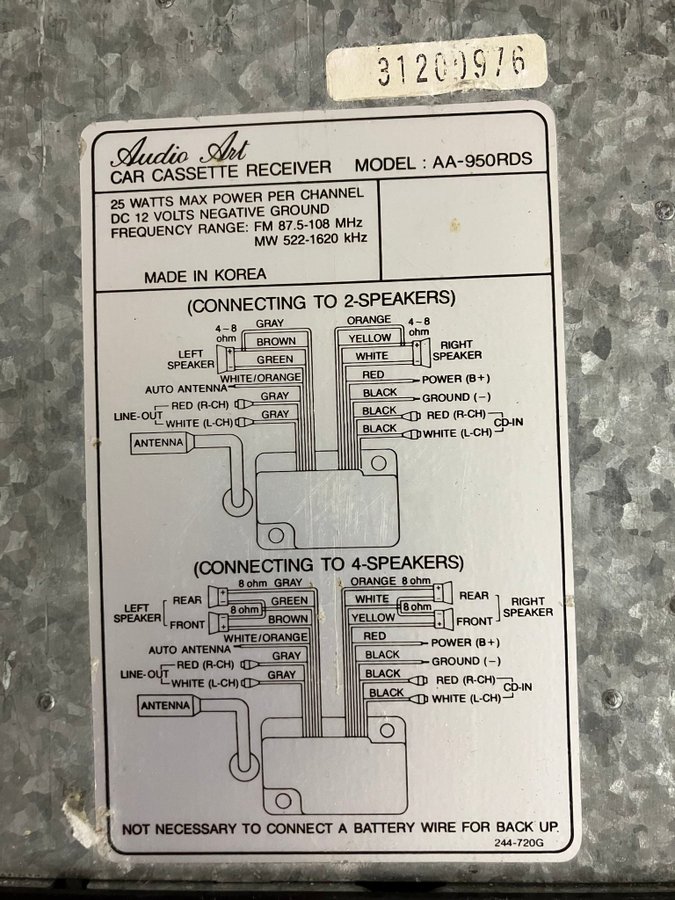 31200976
Audio Art
CAR CASSETTE RECEIVER MODEL : AA-950RDS
25 WATTS MAX POWER PER CHANNEL
DC 12 VOLTS NEGATIVE GROUND
FREQUENCY RANGE: FM 87.5-108 MHz
MW 522-1620 kHz
MADE IN KOREA
(CONNECTING TO 2-SPEAKERS)
4~8 ohm GRAY ORANGE 4~8 ohm
BROWN YELLOW
LEFT SPEAKER GREEN WHITE RIGHT SPEAKER
WHITE/ORANGE RED POWER (B+)
AUTO ANTENNA
GRAY BLACK GROUND (-)
LINE-OUT RED (R-CH) GRAY BLACK RED (R-CH) CD-IN
WHITE (L-CH) BLACK WHITE (L-CH)
ANTENNA
(CONNECTING TO 4-SPEAKERS)
8 ohm GRAY ORANGE 8 ohm
LEFT SPEAKER REAR GREEN WHITE REAR RIGHT SPEAKER
8 ohm 8 ohm
FRONT BROWN YELLOW FRONT
WHITE/ORANGE RED POWER (B+)
AUTO ANTENNA
GRAY BLACK GROUND (-)
LINE-OUT RED (R-CH) GRAY BLACK RED (R-CH) CD-IN
WHITE (L-CH) BLACK WHITE (L-CH)
ANTENNA
NOT NECESSARY TO CONNECT A BATTERY WIRE FOR BACK UP.
244-720G